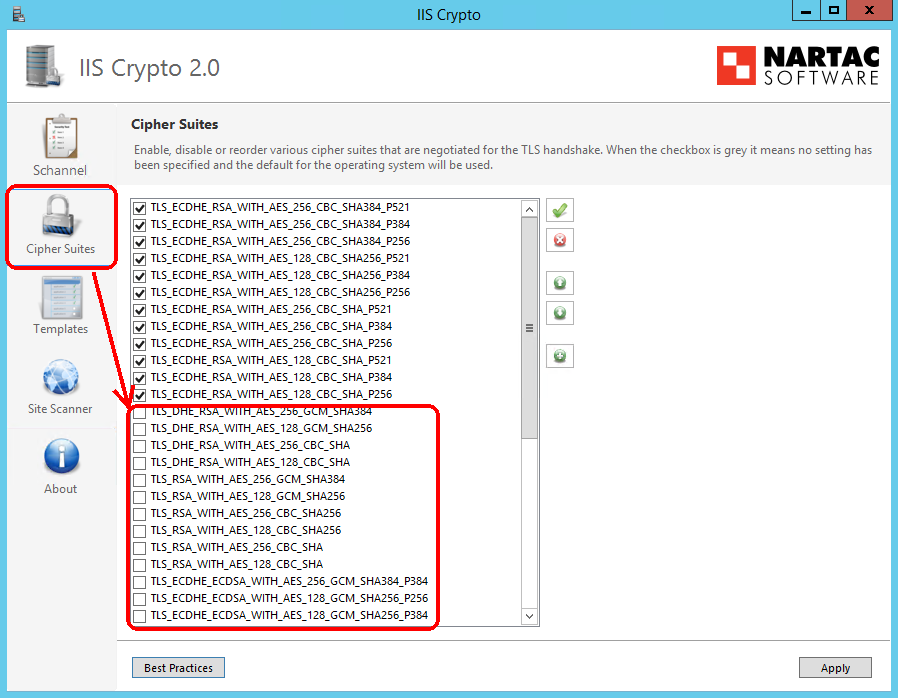 IIS Crypto
IIS Crypto 2.0
NARTAC
SOFTWARE
Schannel
Cipher Suites
Templates
Site Scanner
About
Cipher Suites
Enable, disable or reorder various cipher suites that are negotiated for the TLS handshake. When the checkbox is grey it means no setting has
been specified and the default for the operating system will be used.
TLS_ECDHE_RSA_WITH_AES_256_CBC_SHA384_P521
TLS_ECDHE_RSA_WITH_AES_256_CBC_SHA384_P384
TLS_ECDHE_RSA_WITH_AES_256_CBC_SHA384_P256
TLS_ECDHE_RSA_WITH_AES_128_CBC_SHA256_P521
TLS_ECDHE_RSA_WITH_AES_128_CBC_SHA256_P384
TLS_ECDHE_RSA_WITH_AES_128_CBC_SHA256_P256
TLS_ECDHE_RSA_WITH_AES_256_CBC_SHA_P521
TLS_ECDHE_RSA_WITH_AES_256_CBC_SHA_P384
TLS_ECDHE_RSA_WITH_AES_256_CBC_SHA_P256
TLS_ECDHE_RSA_WITH_AES_128_CBC_SHA_P521
TLS_ECDHE_RSA_WITH_AES_128_CBC_SHA_P384
TLS_ECDHE_RSA_WITH_AES_128_CBC_SHA_P256
TLS_DHE_RSA_WITH_AES_256_GCM_SHA384
TLS_DHE_RSA_WITH_AES_128_GCM_SHA256
TLS_DHE_RSA_WITH_AES_256_CBC_SHA
TLS_DHE_RSA_WITH_AES_128_CBC_SHA
TLS_RSA_WITH_AES_256_GCM_SHA384
TLS_RSA_WITH_AES_128_GCM_SHA256
TLS_RSA_WITH_AES_256_CBC_SHA256
TLS_RSA_WITH_AES_128_CBC_SHA256
TLS_RSA_WITH_AES_256_CBC_SHA
TLS_RSA_WITH_AES_128_CBC_SHA
TLS_ECDHE_ECDSA_WITH_AES_256_GCM_SHA384_P384
TLS_ECDHE_ECDSA_WITH_AES_128_GCM_SHA256_P256
TLS_ECDHE_ECDSA_WITH_AES_128_GCM_SHA256_P384
Best Practices
Apply